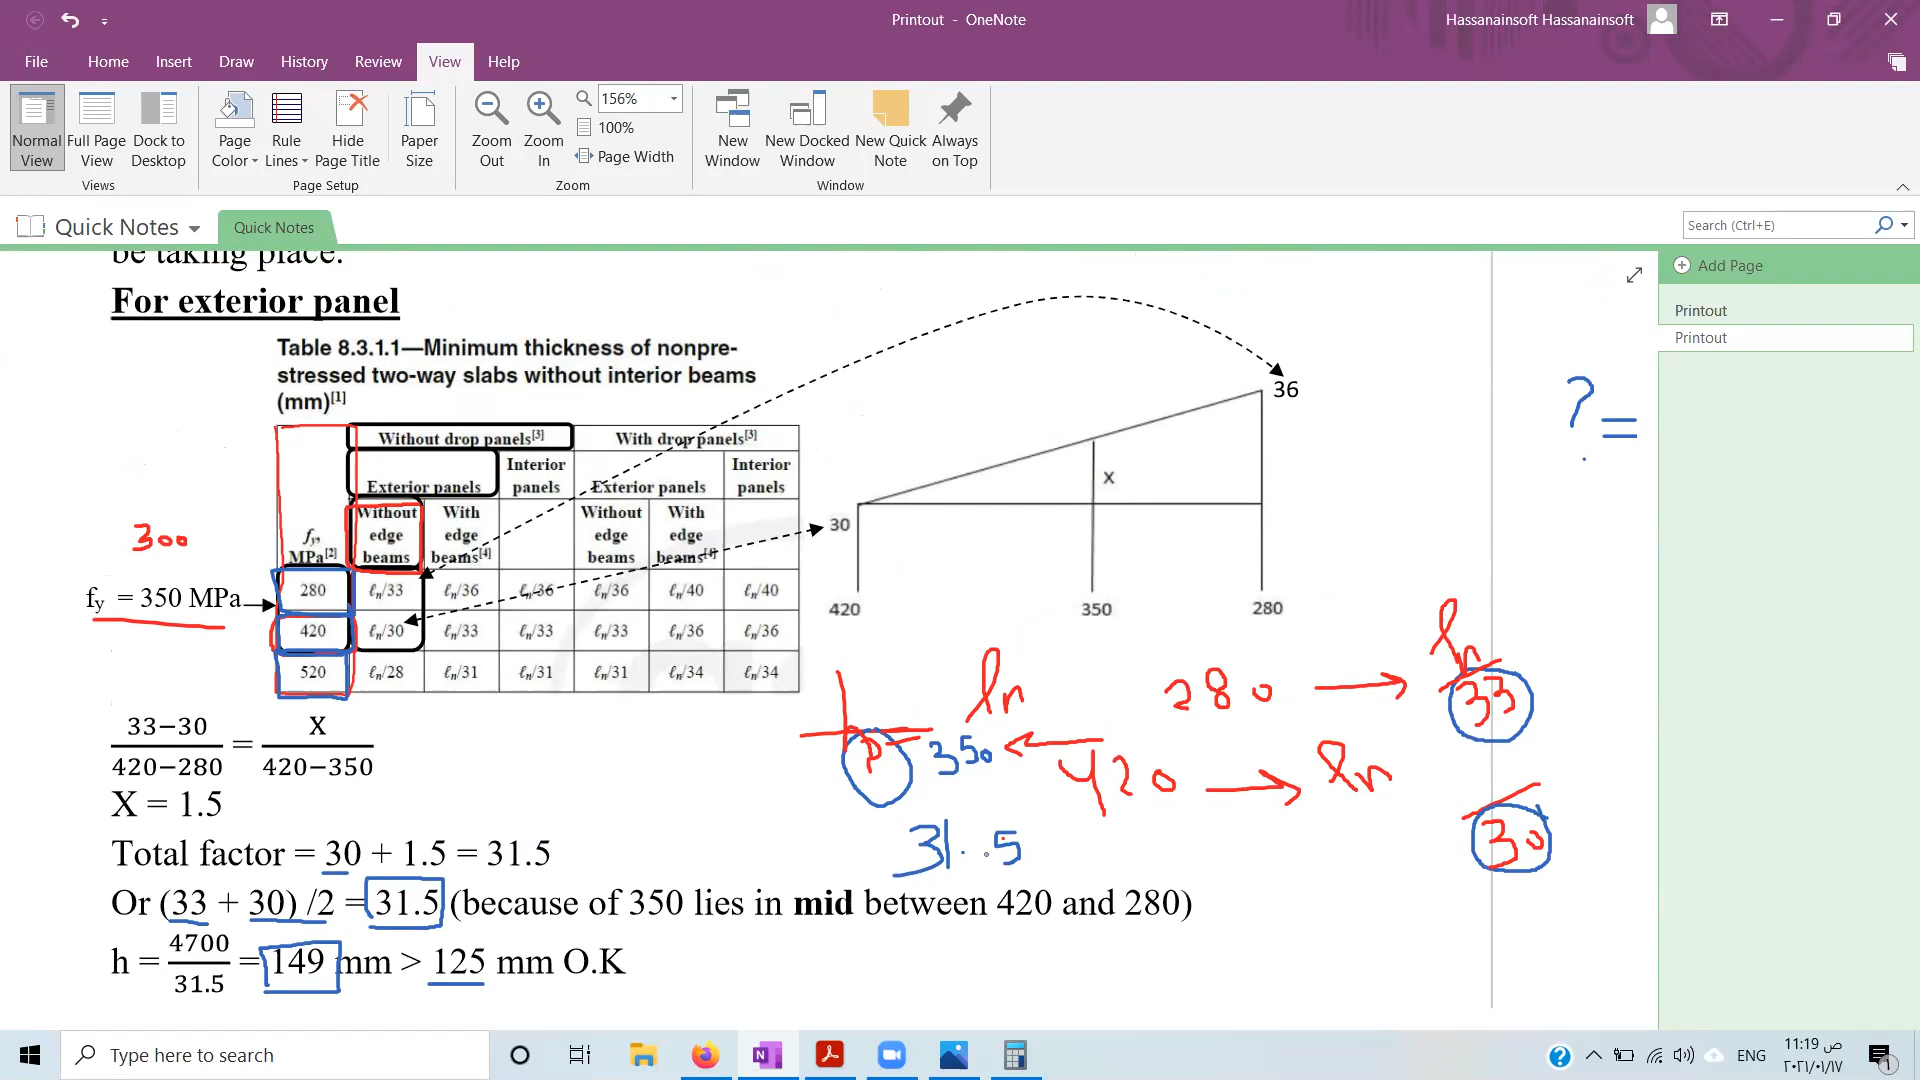 Printout - OneNote
Hassanainsoft Hassanainsoft
File Home Insert Draw History Review View Help
Normal View
Full Page View
Dock to Desktop
Views
Page Color
Rule Lines
Hide Page Title
Paper Size
Page Setup
Zoom Out
Zoom In
156%
100%
Page Width
Zoom
New Window
New Docked Window
New Quick Note
Always on Top
Window
Quick Notes
Quick Notes
Search (Ctrl+E)
Add Page
Printout
Printout
be taking place.
For exterior panel
Table 8.3.1.1—Minimum thickness of nonpre-
stressed two-way slabs without interior beams
(mm)[1]
Without drop panels[3] With drop panels[3]
Exterior panels Interior panels Exterior panels Interior panels
fy, MPa[2] Without edge beams With edge beams[4] Without edge beams With edge beams[4]
280 ℓn/33 ℓn/36 ℓn/36 ℓn/36 ℓn/40 ℓn/40
420 ℓn/30 ℓn/33 ℓn/33 ℓn/33 ℓn/36 ℓn/36
520 ℓn/28 ℓn/31 ℓn/31 ℓn/31 ℓn/34 ℓn/34
300
fy = 350 MPa
36
X
30
420 350 280
? =
280 → ln
33
ln
350 ← 420 → ln
30
31.5
33−30 / 420−280 = X / 420−350
X = 1.5
Total factor = 30 + 1.5 = 31.5
Or (33 + 30) /2 = 31.5 (because of 350 lies in mid between 420 and 280)
h = 4700 / 31.5 = 149 mm > 125 mm O.K
Type here to search
ENG
11:19 ص
٢٠٢١/٠١/١٧
1